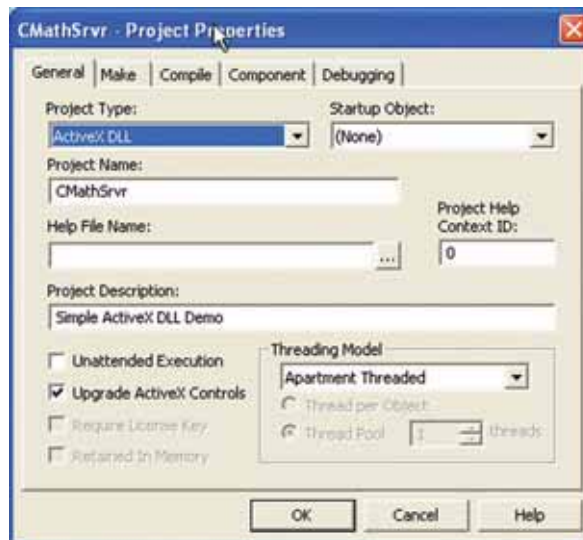 CMathSrvr - Project Properties
General Make Compile Component Debugging
Project Type: Startup Object:
ActiveX DLL (None)
Project Name:
CMathSrvr
Help File Name: Project Help Context ID:
... 0
Project Description:
Simple ActiveX DLL Demo
Unattended Execution
Upgrade ActiveX Controls
Require License Key
Retained In Memory
Threading Model
Apartment Threaded
Thread per Object
Thread Pool 1 threads
OK Cancel Help